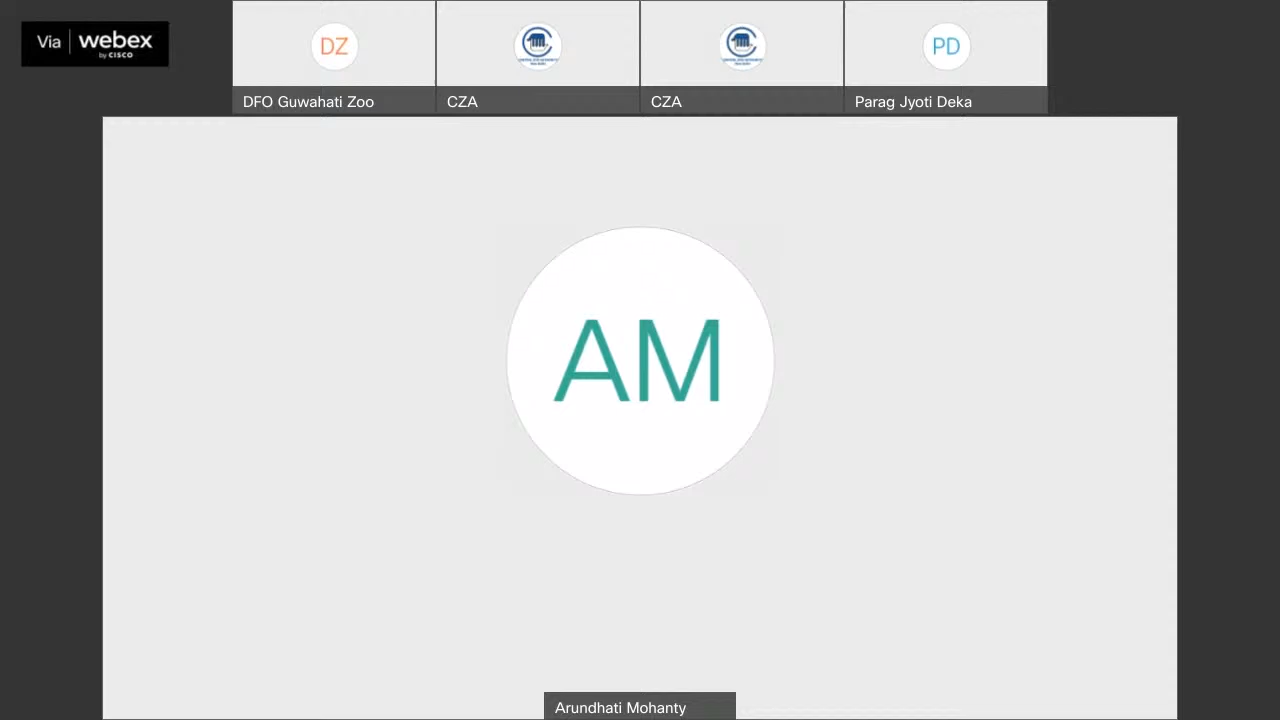 Via webex
by CISCO
DZ
PD
DFO Guwahati Zoo
CZA
CZA
Parag Jyoti Deka
AM
Arundhati Mohanty